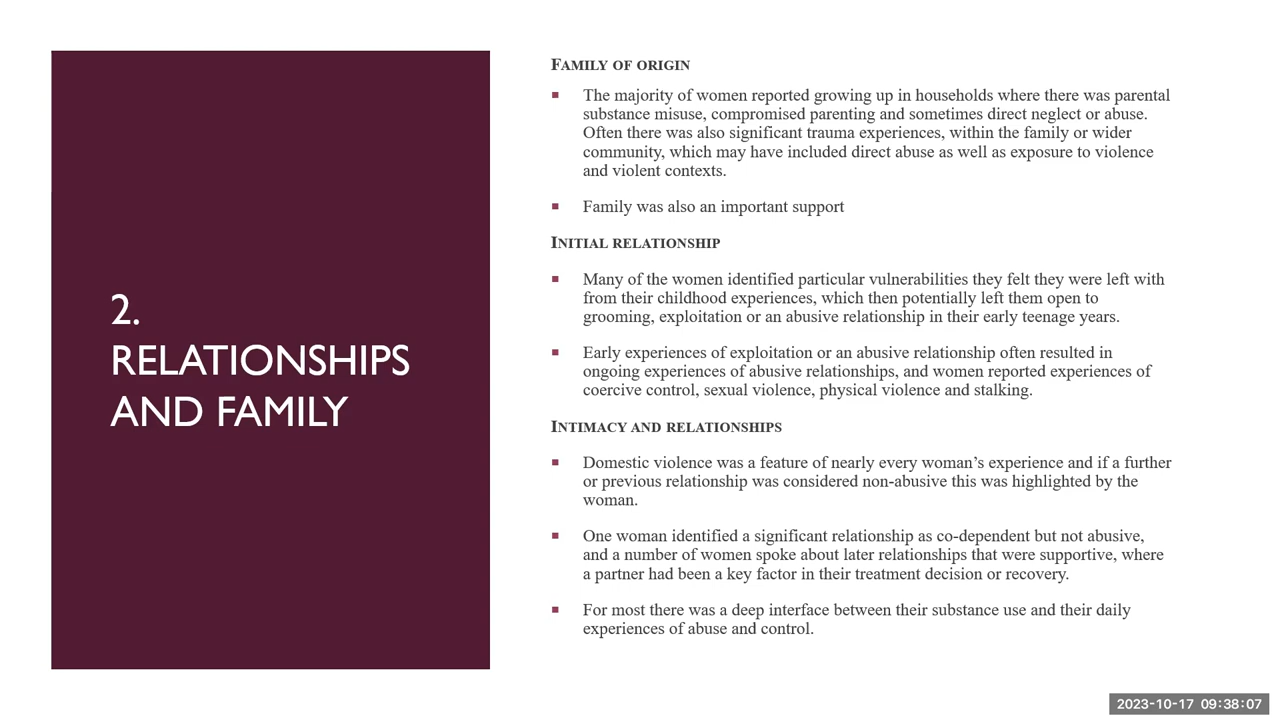 2.
RELATIONSHIPS
AND FAMILY
FAMILY OF ORIGIN
▪ The majority of women reported growing up in households where there was parental
substance misuse, compromised parenting and sometimes direct neglect or abuse.
Often there was also significant trauma experiences, within the family or wider
community, which may have included direct abuse as well as exposure to violence
and violent contexts.
▪ Family was also an important support
INITIAL RELATIONSHIP
▪ Many of the women identified particular vulnerabilities they felt they were left with
from their childhood experiences, which then potentially left them open to
grooming, exploitation or an abusive relationship in their early teenage years.
▪ Early experiences of exploitation or an abusive relationship often resulted in
ongoing experiences of abusive relationships, and women reported experiences of
coercive control, sexual violence, physical violence and stalking.
INTIMACY AND RELATIONSHIPS
▪ Domestic violence was a feature of nearly every woman’s experience and if a further
or previous relationship was considered non-abusive this was highlighted by the
woman.
▪ One woman identified a significant relationship as co-dependent but not abusive,
and a number of women spoke about later relationships that were supportive, where
a partner had been a key factor in their treatment decision or recovery.
▪ For most there was a deep interface between their substance use and their daily
experiences of abuse and control.
2023-10-17 09:38:07